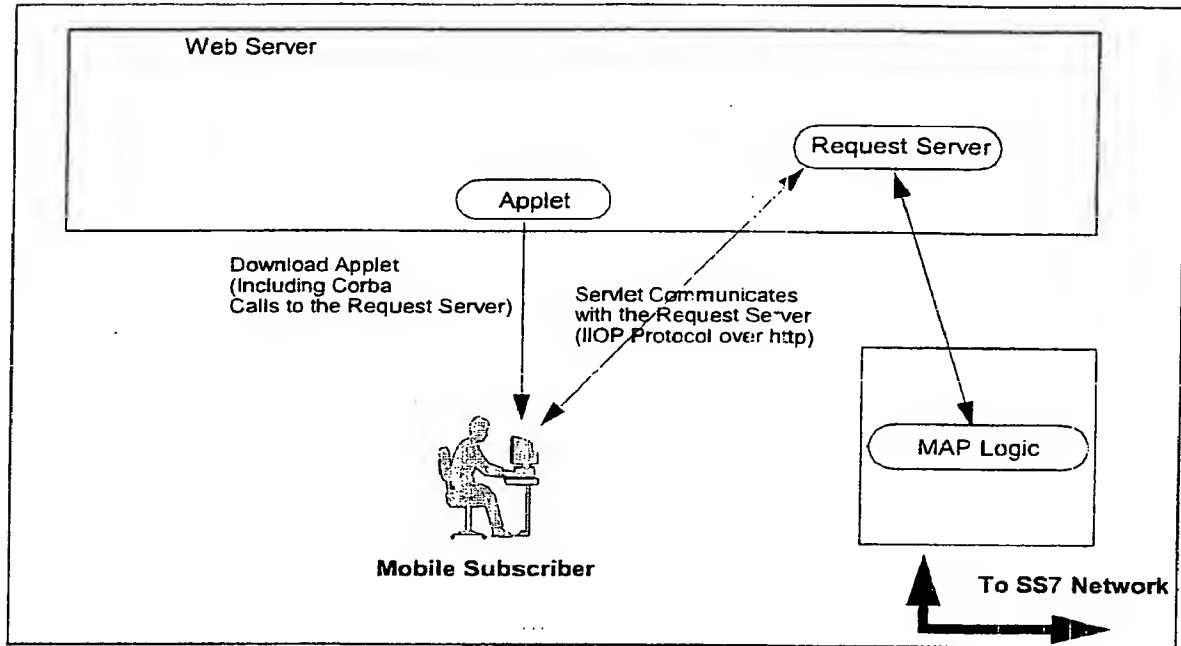 Web Server
Request Server
Applet
Download Applet
(Including Corba
Calls to the Request Server)
Servlet Communicates
with the Request Server
(IIOP Protocol over http)
MAP Logic
Mobile Subscriber
To SS7 Network
...